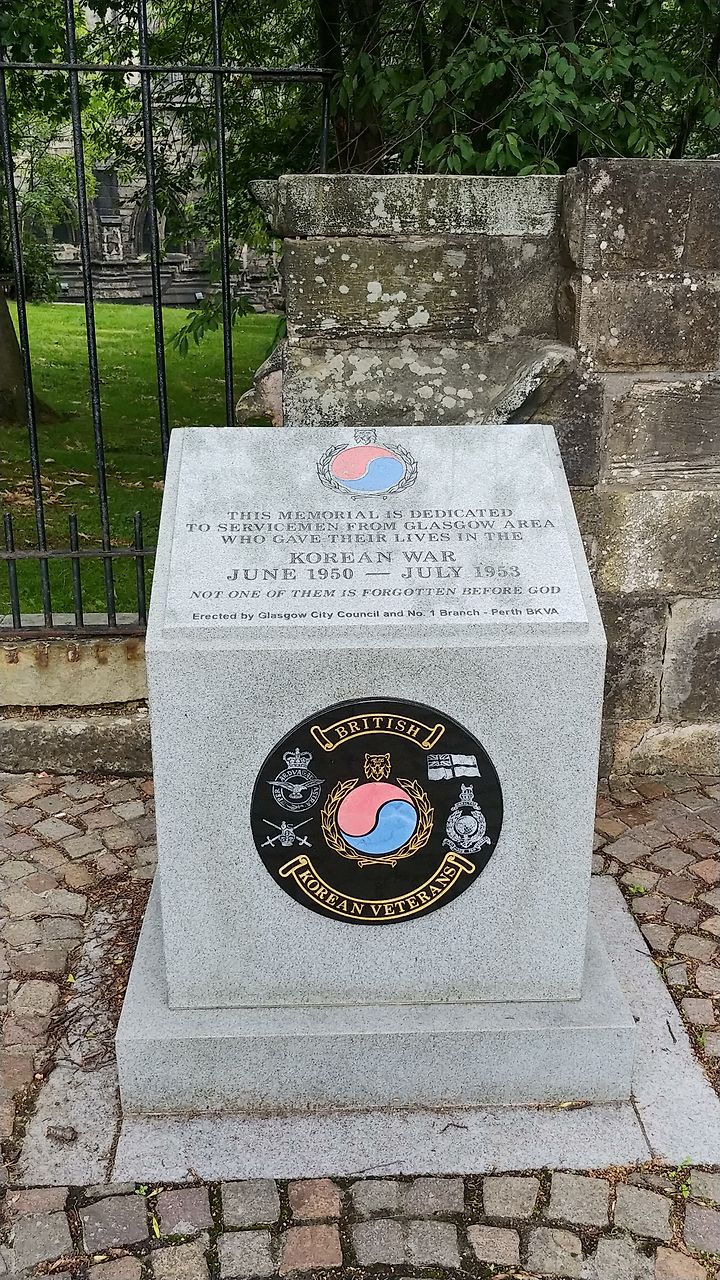 THIS MEMORIAL IS DEDICATED
TO SERVICEMEN FROM GLASGOW AREA
WHO GAVE THEIR LIVES IN THE
KOREAN WAR
JUNE 1950 — JULY 1953
NOT ONE OF THEM IS FORGOTTEN BEFORE GOD
Erected by Glasgow City Council and No. 1 Branch - Perth BKVA
BRITISH
KOREAN VETERANS